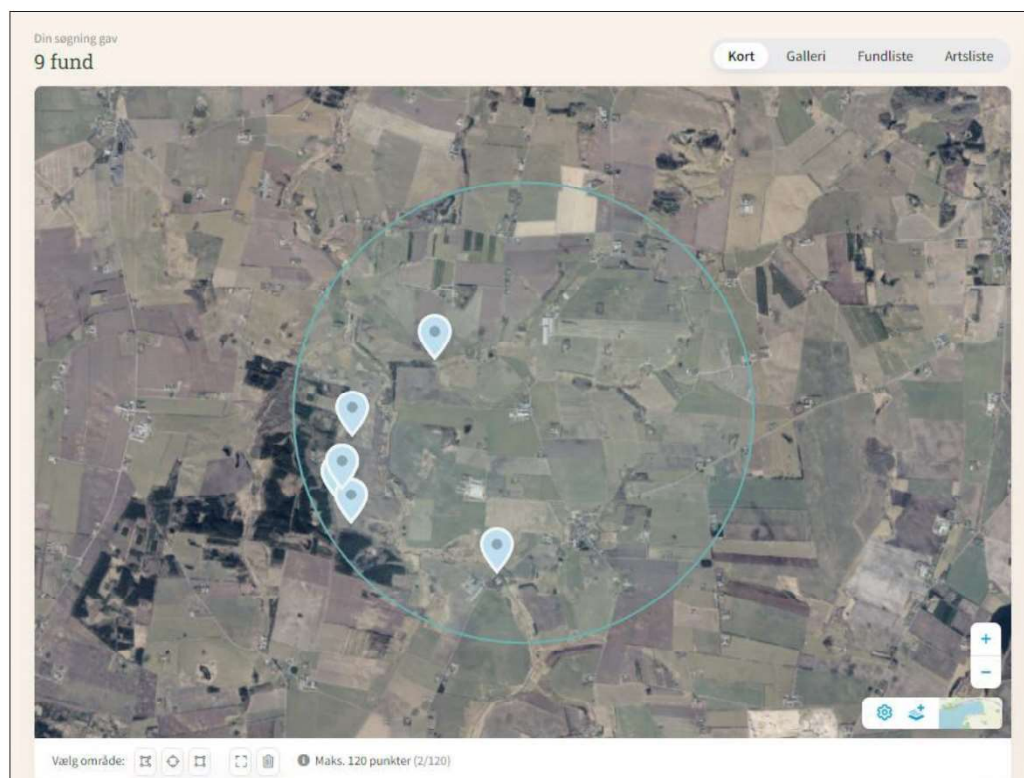 Din søgning gav
9 fund
Kort Galleri Fundliste Artsliste
+
−
Vælg område: Maks. 120 punkter (2/120)